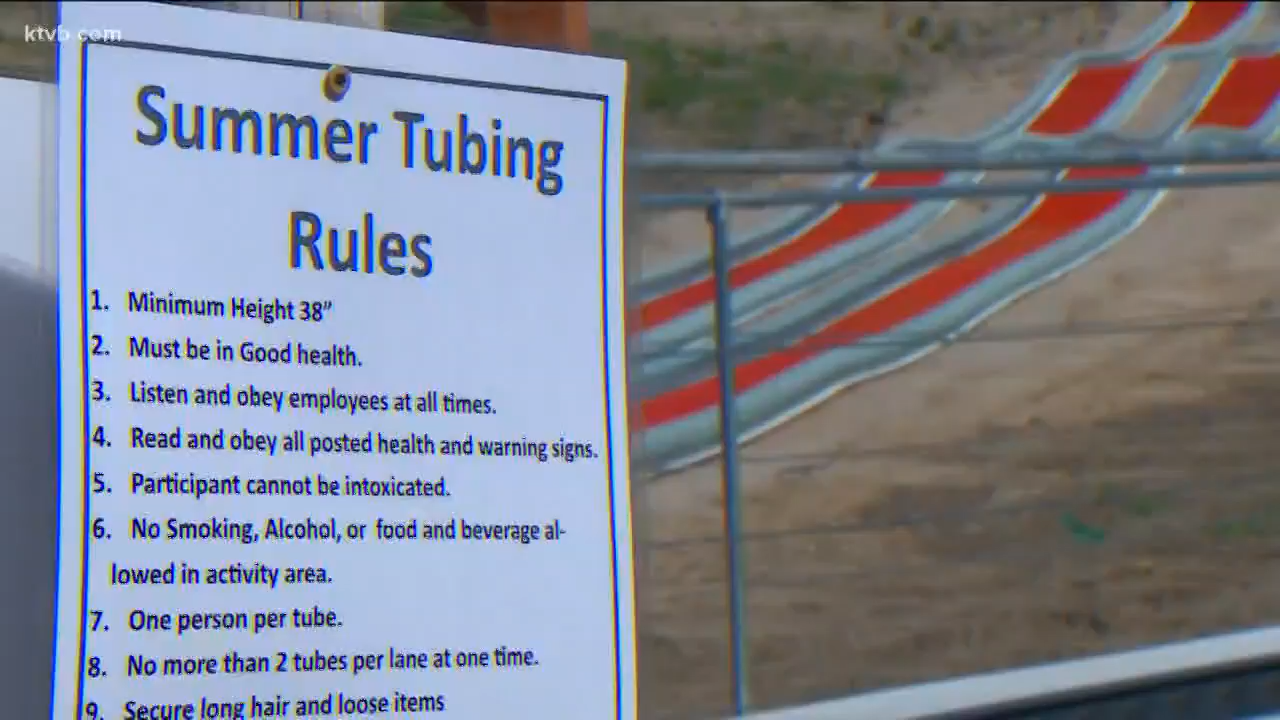 ktvb.com
Summer Tubing
Rules
1. Minimum Height 38”
2. Must be in Good health.
3. Listen and obey employees at all times.
4. Read and obey all posted health and warning signs.
5. Participant cannot be intoxicated.
6. No Smoking, Alcohol, or food and beverage al-
lowed in activity area.
7. One person per tube.
8. No more than 2 tubes per lane at one time.
9. Secure long hair and loose items